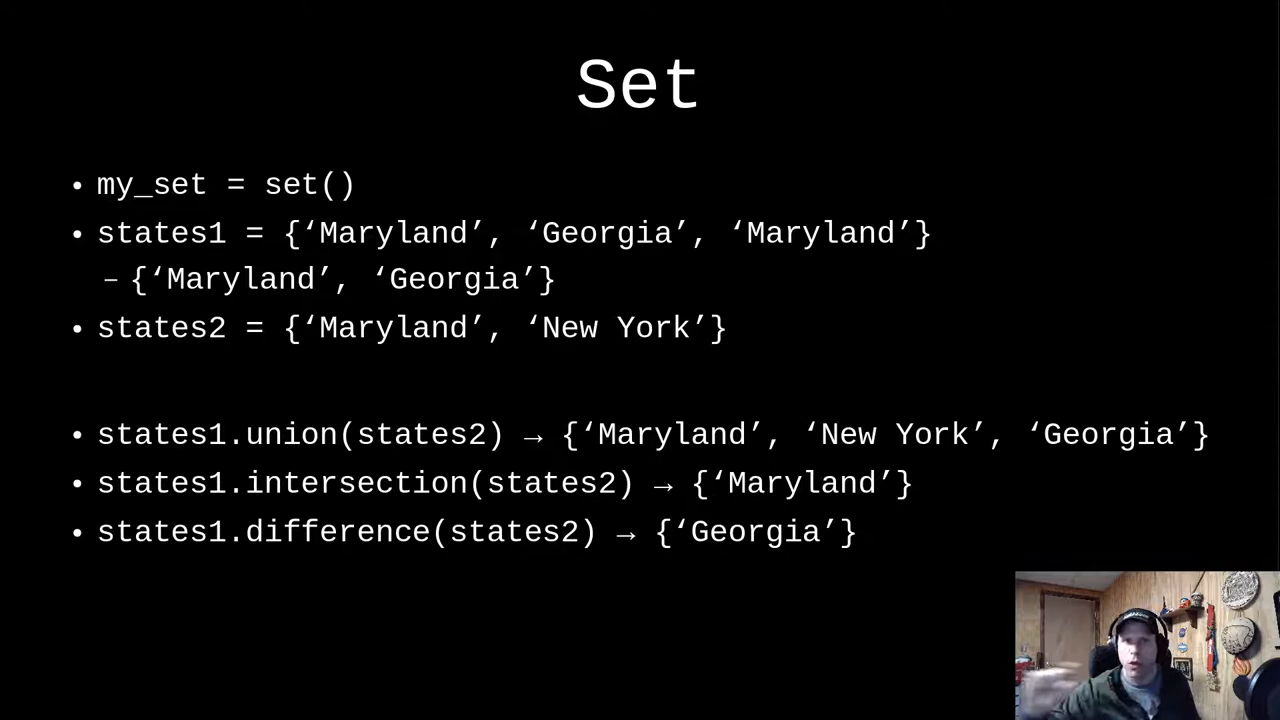 Set
• my_set = set()
• states1 = {‘Maryland’, ‘Georgia’, ‘Maryland’}
– {‘Maryland’, ‘Georgia’}
• states2 = {‘Maryland’, ‘New York’}
• states1.union(states2) → {‘Maryland’, ‘New York’, ‘Georgia’}
• states1.intersection(states2) → {‘Maryland’}
• states1.difference(states2) → {‘Georgia’}